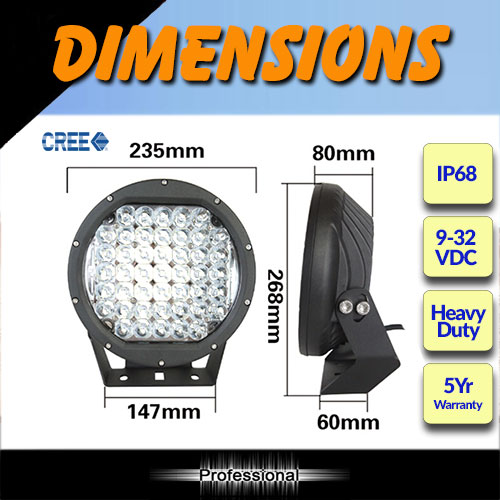 DIMENSIONS
CREE
235mm
80mm
268mm
147mm
60mm
IP68
9-32
VDC
Heavy
Duty
5Yr
Warranty
Professional